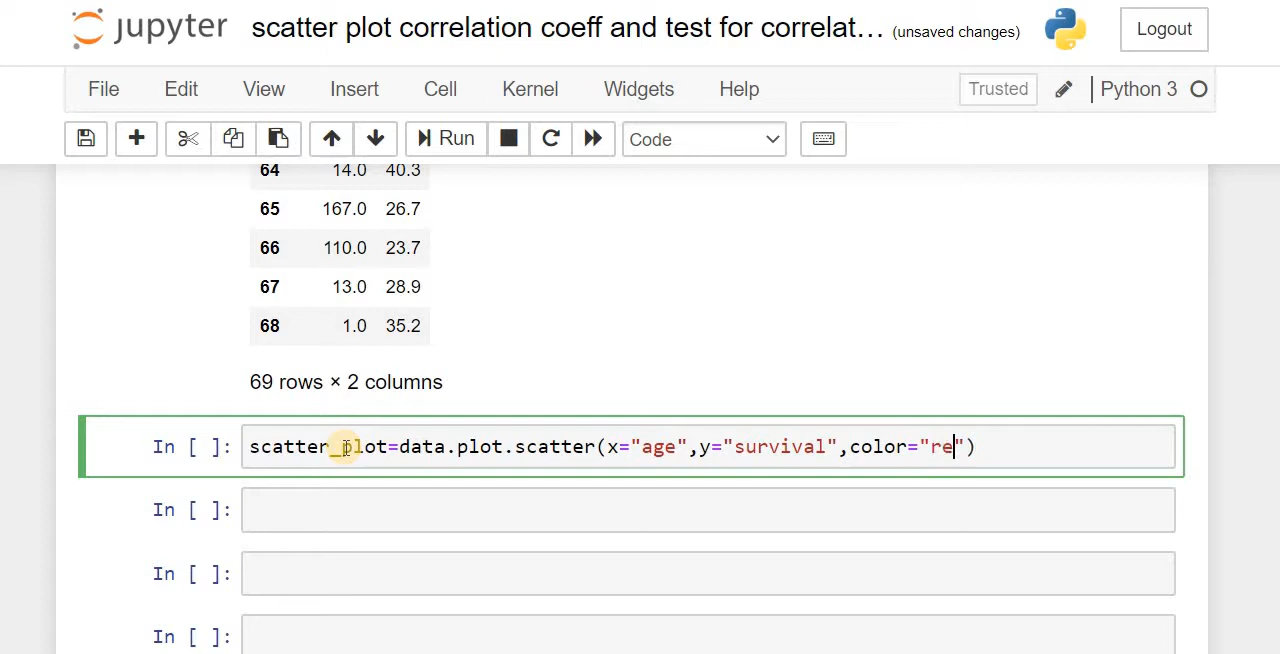 jupyter scatter plot correlation coeff and test for correlat... (unsaved changes) Logout
File Edit View Insert Cell Kernel Widgets Help Trusted Python 3
Run Code
64 14.0 40.3
65 167.0 26.7
66 110.0 23.7
67 13.0 28.9
68 1.0 35.2
69 rows × 2 columns
In [ ]: scatter_plot=data.plot.scatter(x="age",y="survival",color="re")
In [ ]:
In [ ]:
In [ ]: